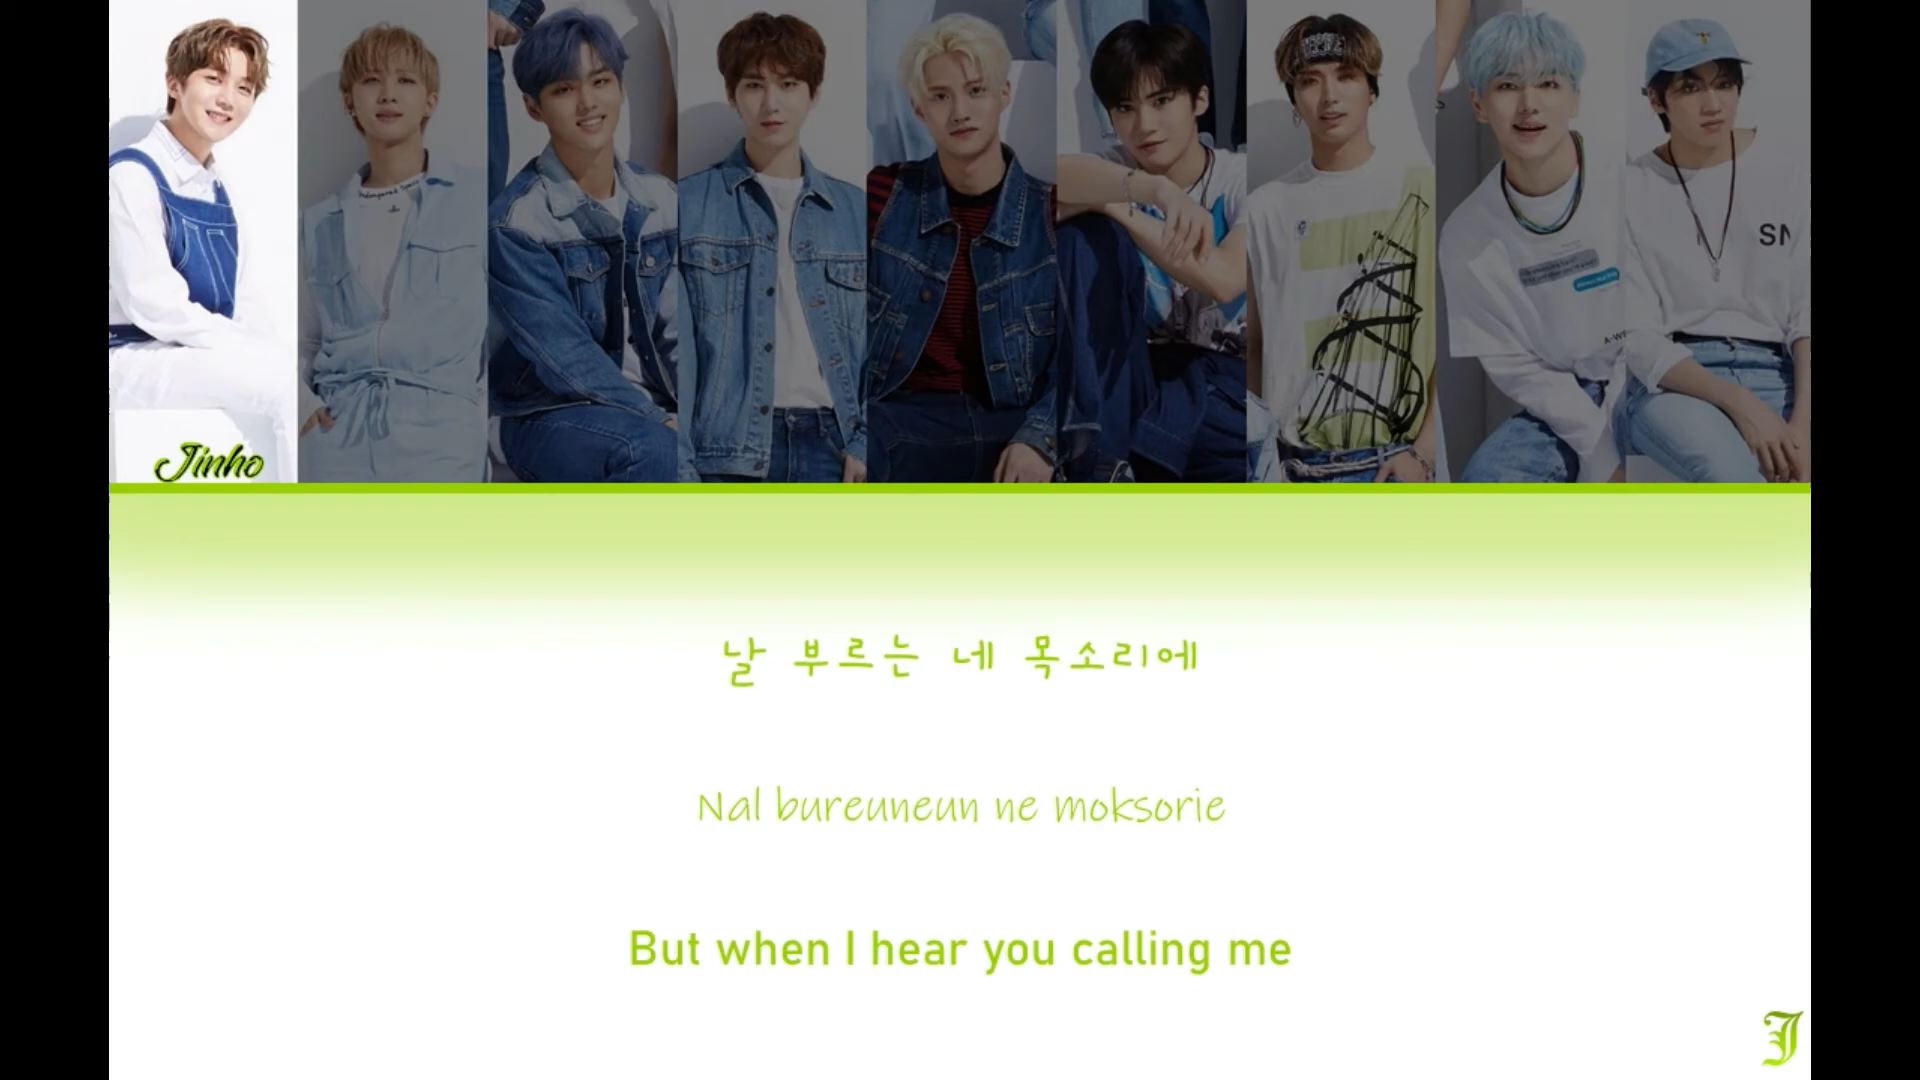 SN
Jinho
날 부르는 네 목소리에
Nal bureuneun ne moksorie
But when I hear you calling me
J